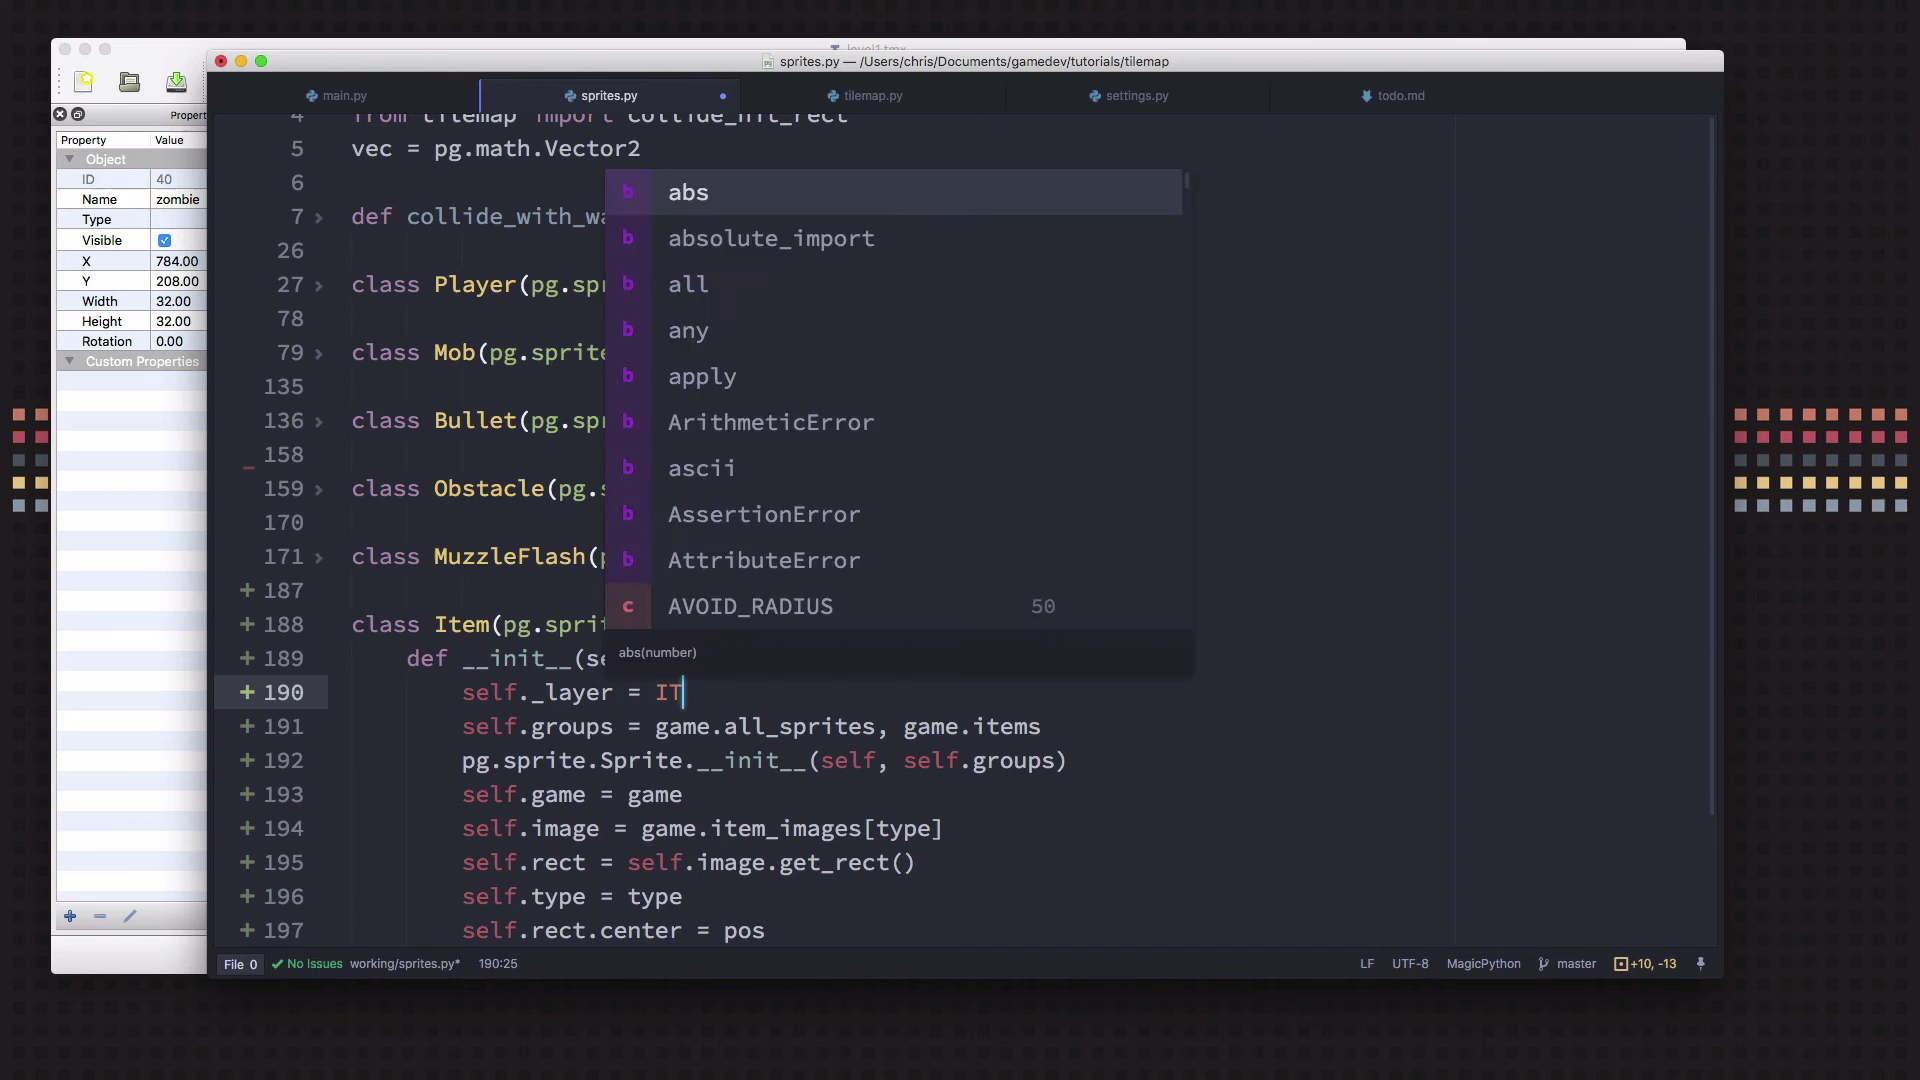 level1.tmx
sprites.py — /Users/chris/Documents/gamedev/tutorials/tilemap
main.py
sprites.py
tilemap.py
settings.py
todo.md
Propert
Property Value
Object
ID 40
Name zombie
Type
Visible
X 784.00
Y 208.00
Width 32.00
Height 32.00
Rotation 0.00
Custom Properties
4 from tilemap import collide_hit_rect
5 vec = pg.math.Vector2
6
7 def collide_with_wa
26
27 class Player(pg.spr
78
79 class Mob(pg.sprite
135
136 class Bullet(pg.spr
158
159 class Obstacle(pg.s
170
171 class MuzzleFlash(p
+ 187
+ 188 class Item(pg.sprit
+ 189 def __init__(se
+ 190 self._layer = IT
+ 191 self.groups = game.all_sprites, game.items
+ 192 pg.sprite.Sprite.__init__(self, self.groups)
+ 193 self.game = game
+ 194 self.image = game.item_images[type]
+ 195 self.rect = self.image.get_rect()
+ 196 self.type = type
+ 197 self.rect.center = pos
b abs
b absolute_import
b all
b any
b apply
b ArithmeticError
b ascii
b AssertionError
b AttributeError
c AVOID_RADIUS 50
abs(number)
File 0 No Issues working/sprites.py* 190:25 LF UTF-8 MagicPython master +10, -13